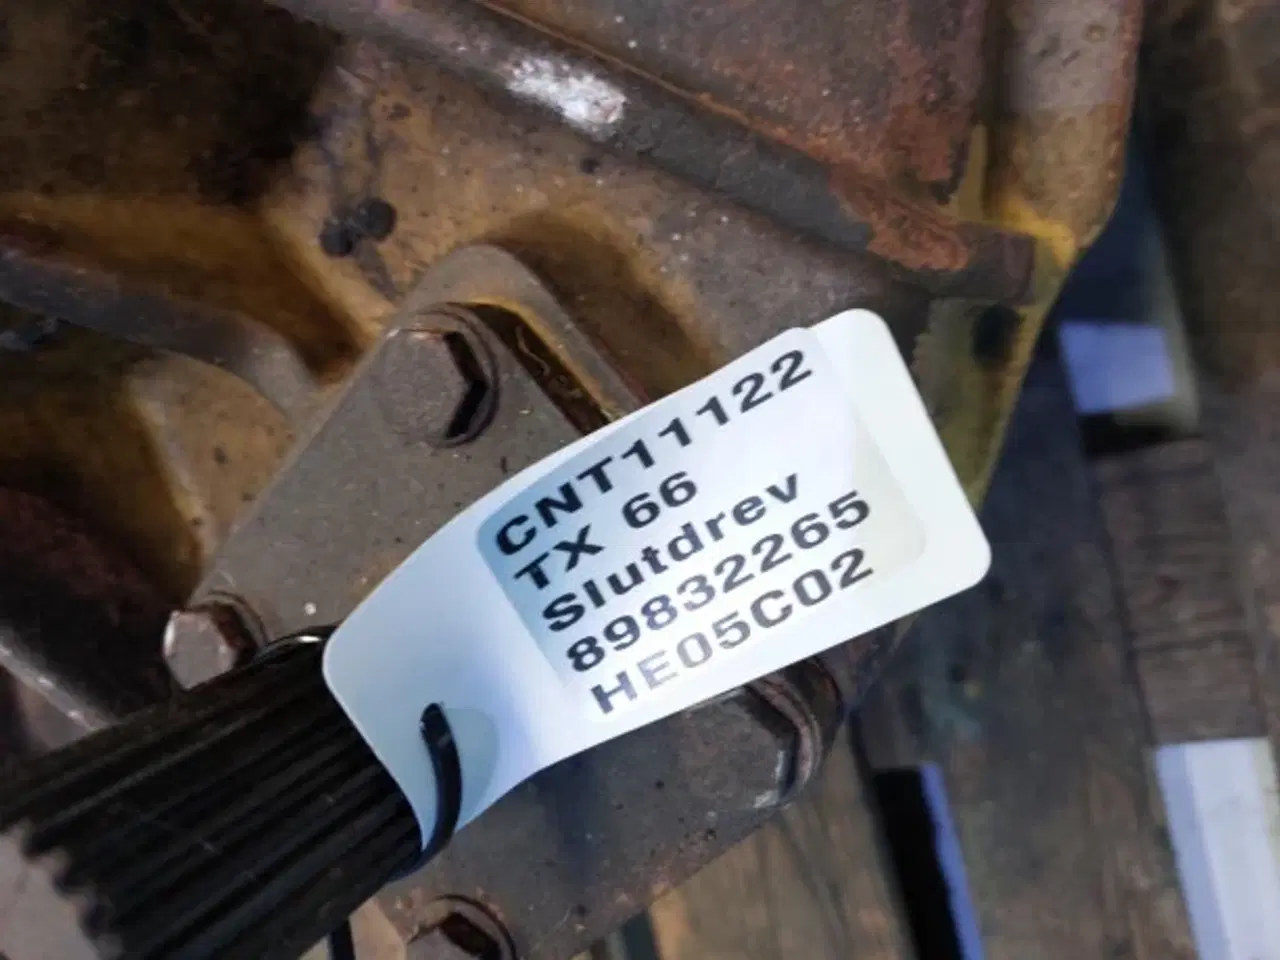 CNT11122
TX 66
Slutdrev
89832265
HE05C02